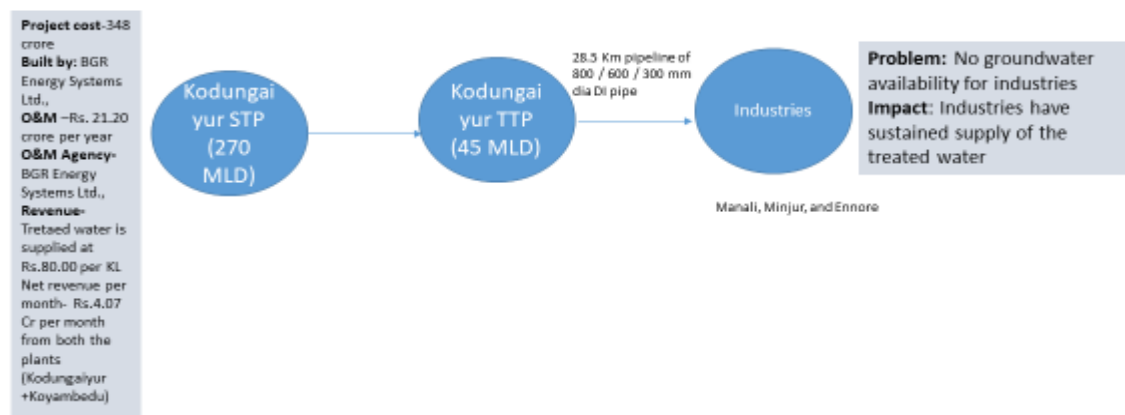 Project cost-348
crore
Built by: BGR
Energy Systems
Ltd.,
O&M –Rs. 21.20
crore per year
O&M Agency-
BGR Energy
Systems Ltd.,
Revenue-
Tretaed water is
supplied at
Rs.80.00 per KL
Net revenue per
month- Rs.4.07
Cr per month
from both the
plants
(Kodungaiyur
+Koyambedu)
Kodungai
yur STP
(270
MLD)
Kodungai
yur TTP
(45 MLD)
28.5 Km pipeline of
800 / 600 / 300 mm
dia DI pipe
Industries
Manali, Minjur, and Ennore
Problem: No groundwater
availability for industries
Impact: Industries have
sustained supply of the
treated water